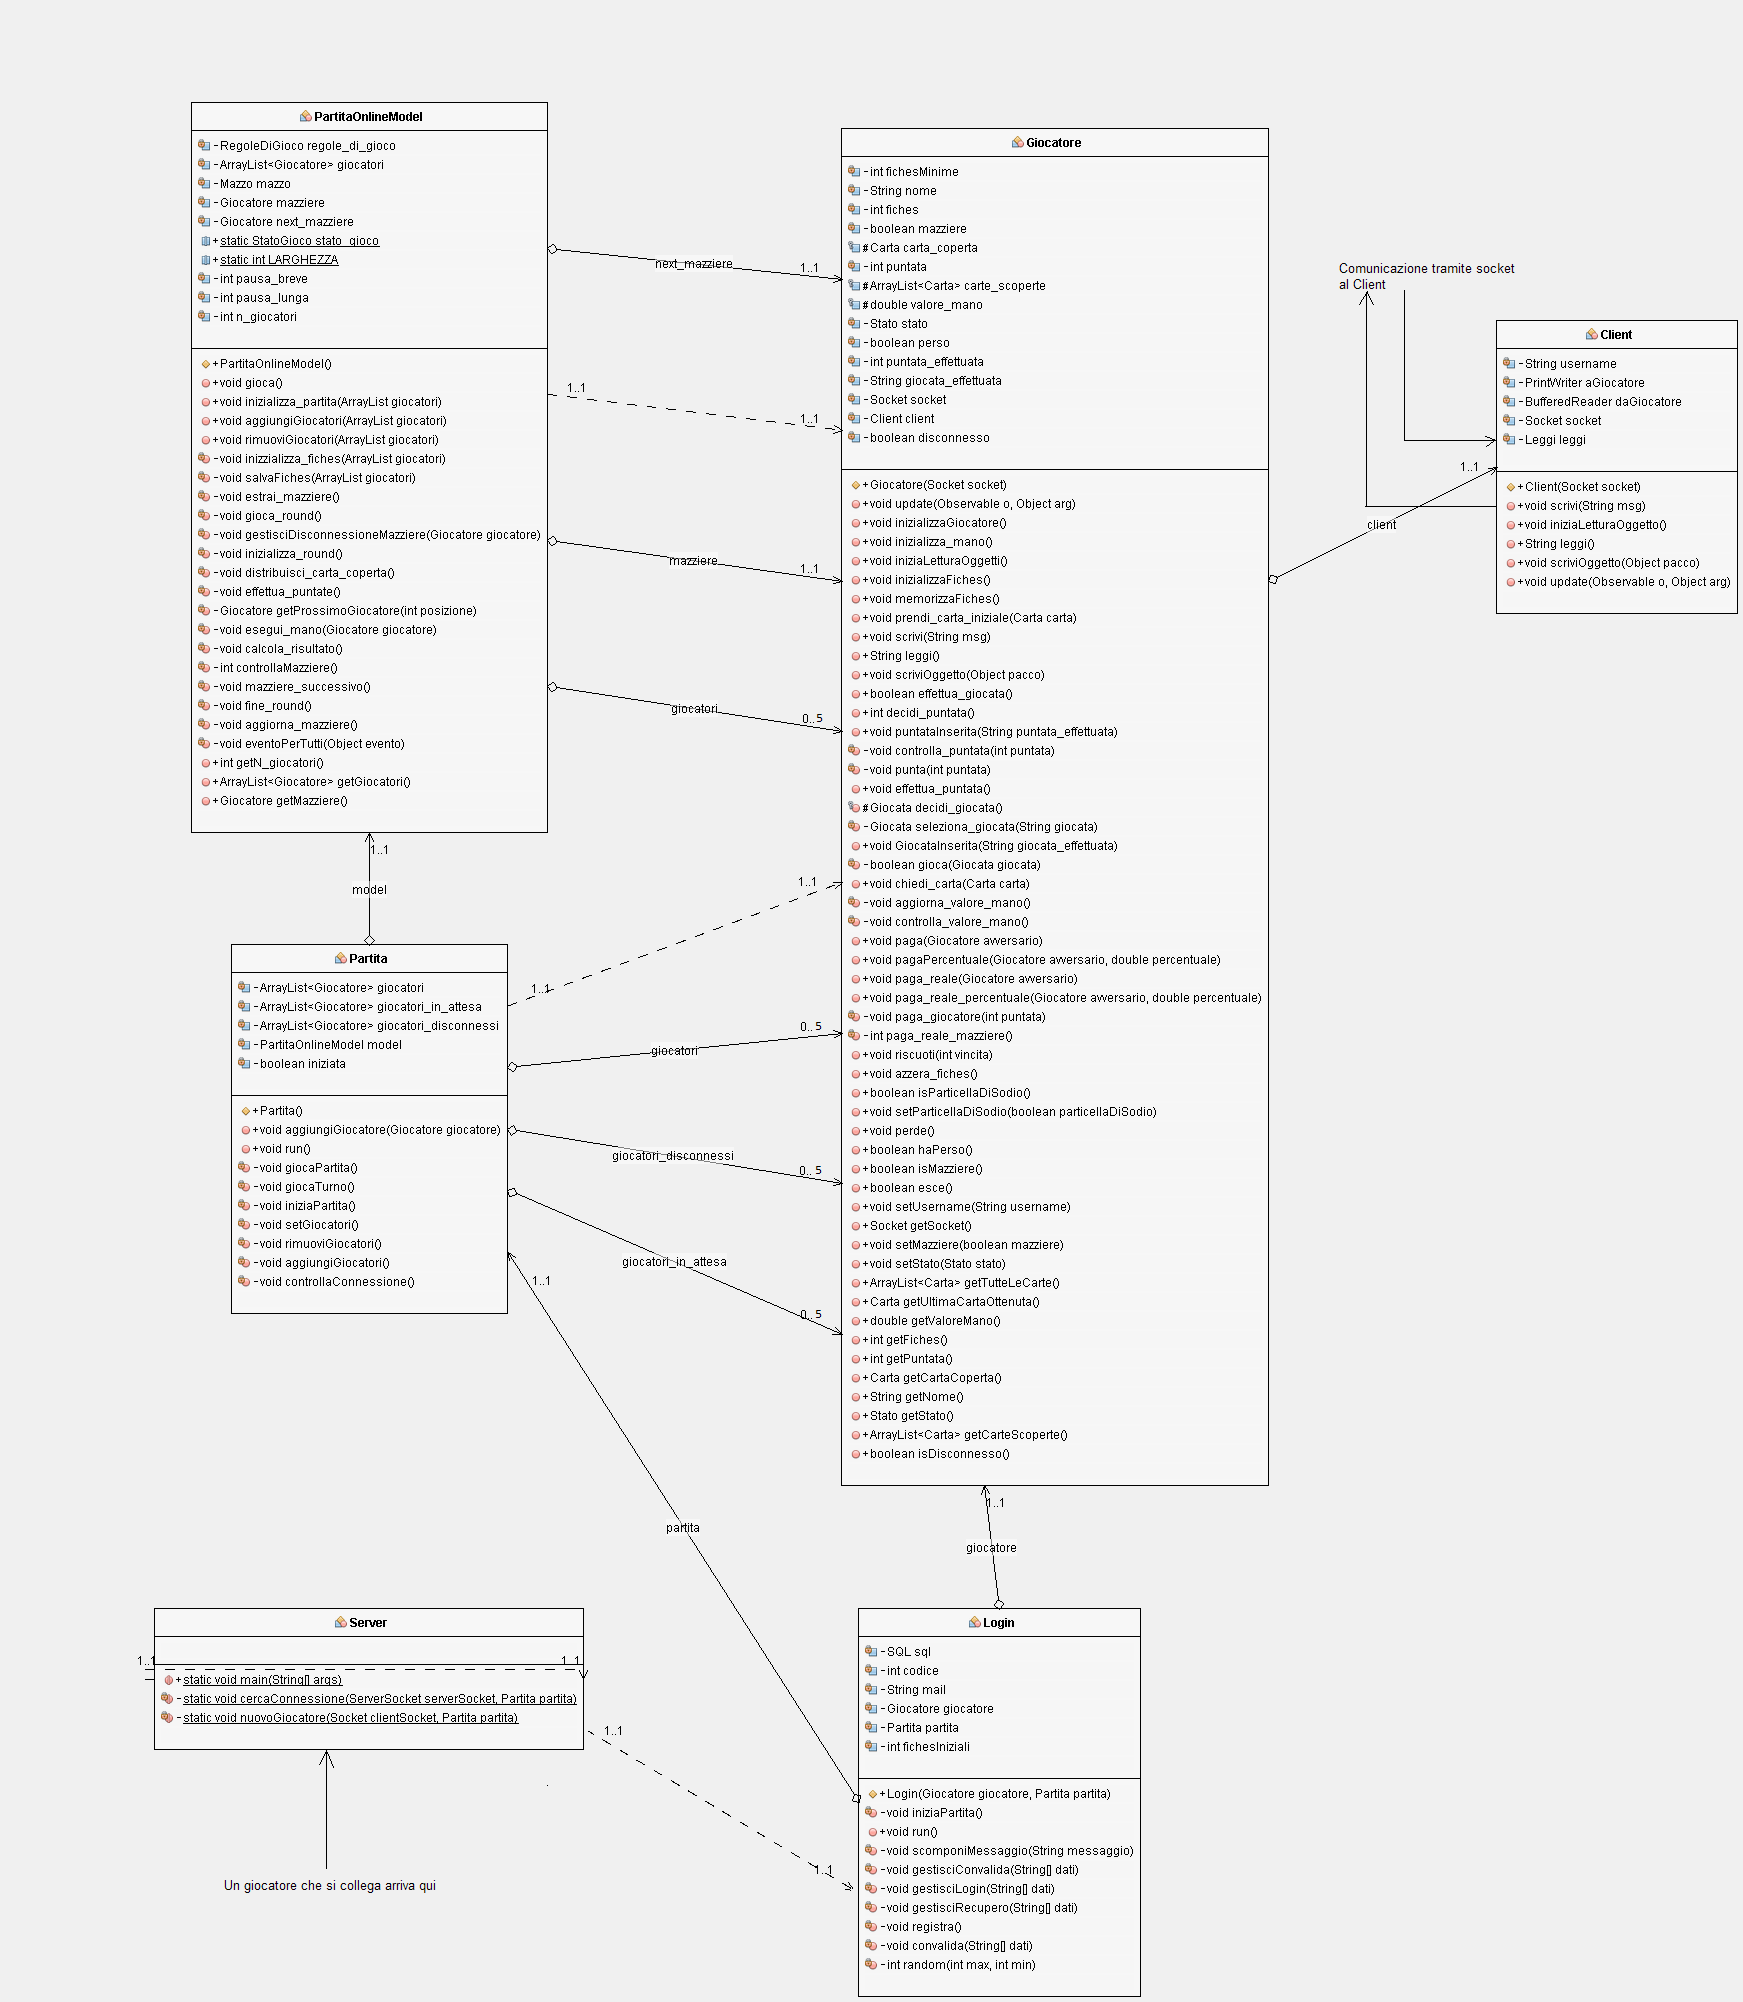 PartitaOnlineModel
-RegoleDiGioco regole_di_gioco
-ArrayList<Giocatore> giocatori
-Mazzo mazzo
-Giocatore mazziere
-Giocatore next_mazziere
+static StatoGioco stato_gioco
+static int LARGHEZZA
-int pausa_breve
-int pausa_lunga
-int n_giocatori
+PartitaOnlineModel()
+void gioca()
+void inizializza_partita(ArrayList giocatori)
+void aggiungiGiocatori(ArrayList giocatori)
+void rimuoviGiocatori(ArrayList giocatori)
-void inizzializza_fiches(ArrayList giocatori)
-void salvaFiches(ArrayList giocatori)
-void estrai_mazziere()
-void gioca_round()
-void gestisciDisconnessioneMazziere(Giocatore giocatore)
-void inizializza_round()
-void distribuisci_carta_coperta()
-void effettua_puntate()
-Giocatore getProssimoGiocatore(int posizione)
-void esegui_mano(Giocatore giocatore)
-void calcola_risultato()
-int controllaMazziere()
-void mazziere_successivo()
-void fine_round()
-void aggiorna_mazziere()
-void eventoPerTutti(Object evento)
+int getN_giocatori()
+ArrayList<Giocatore> getGiocatori()
+Giocatore getMazziere()
next_mazziere
1..1
1..1
1..1
mazziere
1..1
giocatori
0..5
1..1
model
Giocatore
-int fichesMinime
-String nome
-int fiches
-boolean mazziere
#Carta carta_coperta
-int puntata
#ArrayList<Carta> carte_scoperte
#double valore_mano
-Stato stato
-boolean perso
-int puntata_effettuata
-String giocata_effettuata
-Socket socket
-Client client
-boolean disconnesso
+Giocatore(Socket socket)
+void update(Observable o, Object arg)
+void inizializzaGiocatore()
+void inizializza_mano()
+void iniziaLetturaOggetti()
+void inizializzaFiches()
+void memorizzaFiches()
+void prendi_carta_iniziale(Carta carta)
+void scrivi(String msg)
+String leggi()
+void scriviOggetto(Object pacco)
+boolean effettua_giocata()
+int decidi_puntata()
+void puntataInserita(String puntata_effettuata)
-void controlla_puntata(int puntata)
-void punta(int puntata)
+void effettua_puntata()
#Giocata decidi_giocata()
-Giocata seleziona_giocata(String giocata)
+void GiocataInserita(String giocata_effettuata)
-boolean gioca(Giocata giocata)
+void chiedi_carta(Carta carta)
-void aggiorna_valore_mano()
-void controlla_valore_mano()
+void paga(Giocatore avversario)
+void pagaPercentuale(Giocatore avversario, double percentuale)
+void paga_reale(Giocatore avversario)
+void paga_reale_percentuale(Giocatore avversario, double percentuale)
-void paga_giocatore(int puntata)
-int paga_reale_mazziere()
+void riscuoti(int vincita)
+void azzera_fiches()
+boolean isParticellaDiSodio()
+void setParticellaDiSodio(boolean particellaDiSodio)
+void perde()
+boolean haPerso()
+boolean isMazziere()
+boolean esce()
+void setUsername(String username)
+Socket getSocket()
+void setMazziere(boolean mazziere)
+void setStato(Stato stato)
+ArrayList<Carta> getTutteLeCarte()
+Carta getUltimaCartaOttenuta()
+double getValoreMano()
+int getFiches()
+int getPuntata()
+Carta getCartaCoperta()
+String getNome()
+Stato getStato()
+ArrayList<Carta> getCarteScoperte()
+boolean isDisconnesso()
Comunicazione tramite socket
al Client
1..1
client
Client
-String username
-PrintWriter aGiocatore
-BufferedReader daGiocatore
-Socket socket
-Leggi leggi
+Client(Socket socket)
+void scrivi(String msg)
+void iniziaLetturaOggetto()
+String leggi()
+void scriviOggetto(Object pacco)
+void update(Observable o, Object arg)
Partita
-ArrayList<Giocatore> giocatori
-ArrayList<Giocatore> giocatori_in_attesa
-ArrayList<Giocatore> giocatori_disconnessi
-PartitaOnlineModel model
-boolean iniziata
+Partita()
+void aggiungiGiocatore(Giocatore giocatore)
+void run()
-void giocaPartita()
-void giocaTurno()
-void iniziaPartita()
-void setGiocatori()
-void rimuoviGiocatori()
-void aggiungiGiocatori()
-void controllaConnessione()
1..1
1..1
0..5
giocatori
giocatori_disconnessi
0..5
giocatori_in_attesa
0..5
1..1
partita
1..1
giocatore
Server
1..1
1..1
+static void main(String[] args)
-static void cercaConnessione(ServerSocket serverSocket, Partita partita)
-static void nuovoGiocatore(Socket clientSocket, Partita partita)
1..1
1..1
Un giocatore che si collega arriva qui
Login
-SQL sql
-int codice
-String mail
-Giocatore giocatore
-Partita partita
-int fichesIniziali
+Login(Giocatore giocatore, Partita partita)
-void iniziaPartita()
+void run()
-void scomponiMessaggio(String messaggio)
-void gestisciConvalida(String[] dati)
-void gestisciLogin(String[] dati)
-void gestisciRecupero(String[] dati)
-void registra()
-void convalida(String[] dati)
-int random(int max, int min)